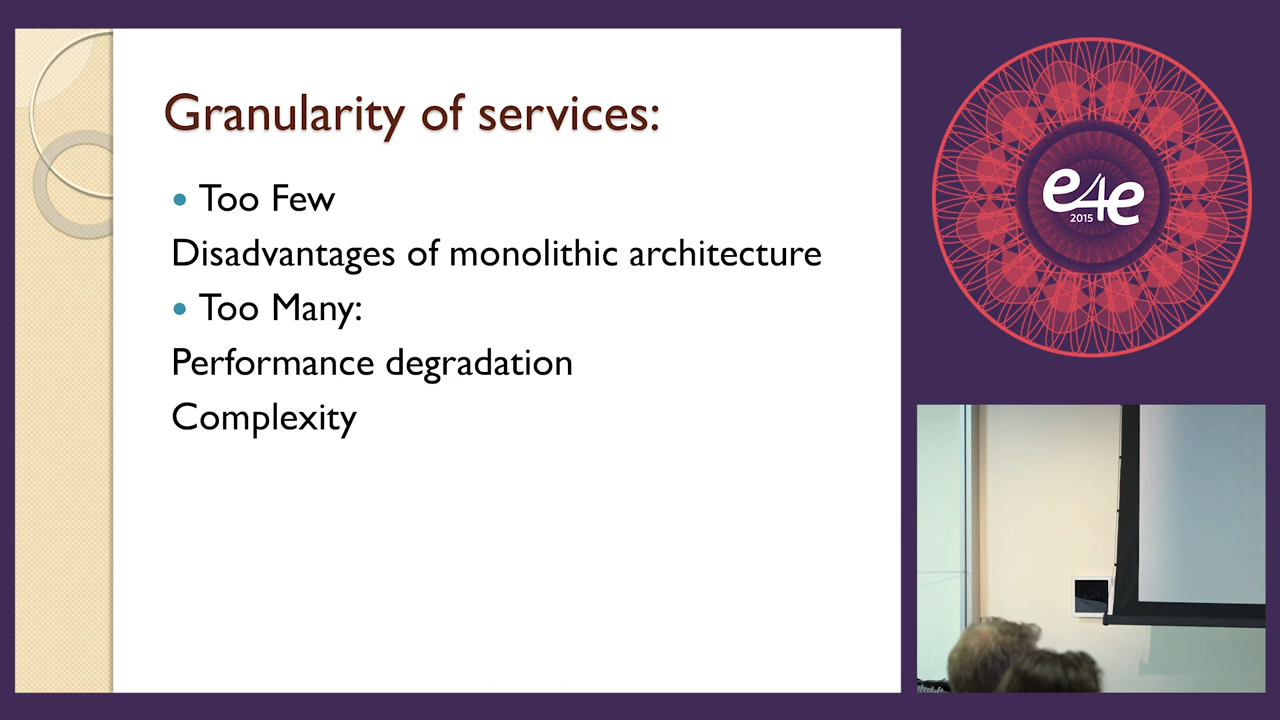 Granularity of services:
• Too Few
Disadvantages of monolithic architecture
• Too Many:
Performance degradation
Complexity
e4e
2015